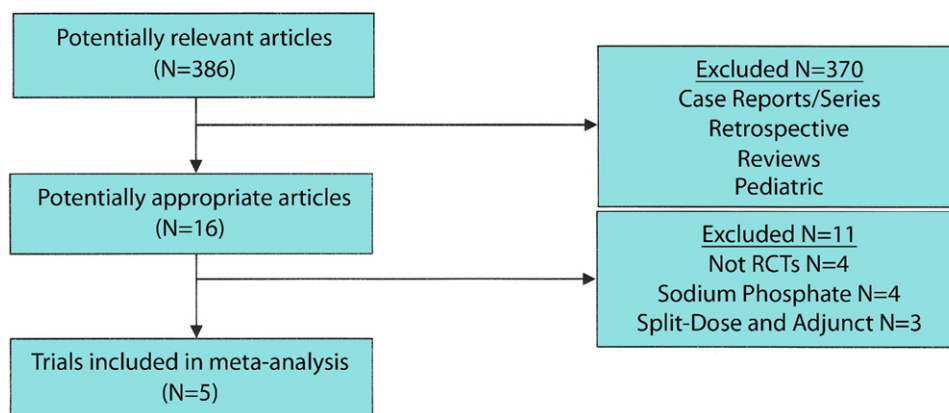 Potentially relevant articles
(N=386)
Excluded N=370
Case Reports/Series
Retrospective
Reviews
Pediatric
Potentially appropriate articles
(N=16)
Excluded N=11
Not RCTs N=4
Sodium Phosphate N=4
Split-Dose and Adjunct N=3
Trials included in meta-analysis
(N=5)